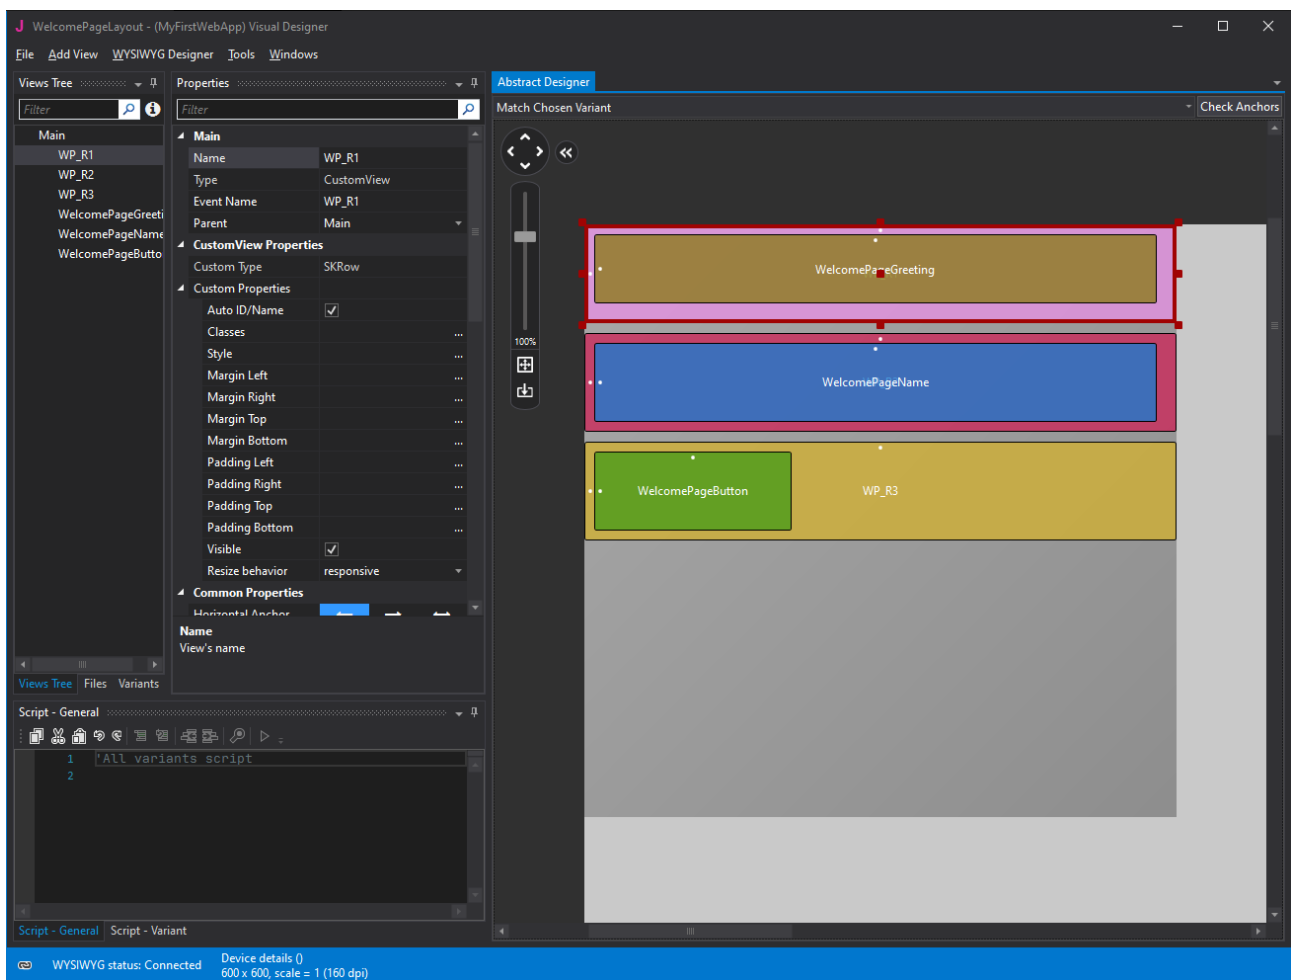 J WelcomePageLayout - (MyFirstWebApp) Visual Designer
File Add View WYSIWYG Designer Tools Windows
Views Tree
Filter
Main
WP_R1
WP_R2
WP_R3
WelcomePageGreeti
WelcomePageName
WelcomePageButto
Views Tree Files Variants
Properties
Filter
Main
Name WP_R1
Type CustomView
Event Name WP_R1
Parent Main
CustomView Properties
Custom Type SKRow
Custom Properties
Auto ID/Name
Classes ...
Style ...
Margin Left ...
Margin Right ...
Margin Top ...
Margin Bottom ...
Padding Left ...
Padding Right ...
Padding Top ...
Padding Bottom ...
Visible
Resize behavior responsive
Common Properties
Horizontal Anchor
Name
View's name
Script - General
1 'All variants script
2
Script - General Script - Variant
Abstract Designer
Match Chosen Variant Check Anchors
100%
WelcomePageGreeting
WelcomePageName
WelcomePageButton WP_R3
WYSIWYG status: Connected
Device details ()
600 x 600, scale = 1 (160 dpi)